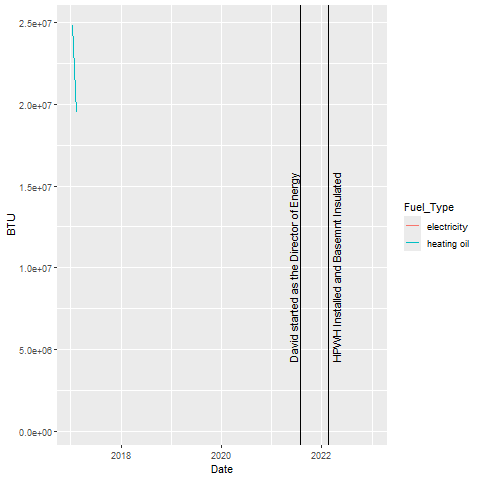 2.5e+07
2.0e+07
1.5e+07
1.0e+07
5.0e+06
0.0e+00
BTU
David started as the Director of Energy
HPWH Installed and Basemnt Insulated
2018
2020
2022
Date
Fuel_Type
electricity
heating oil